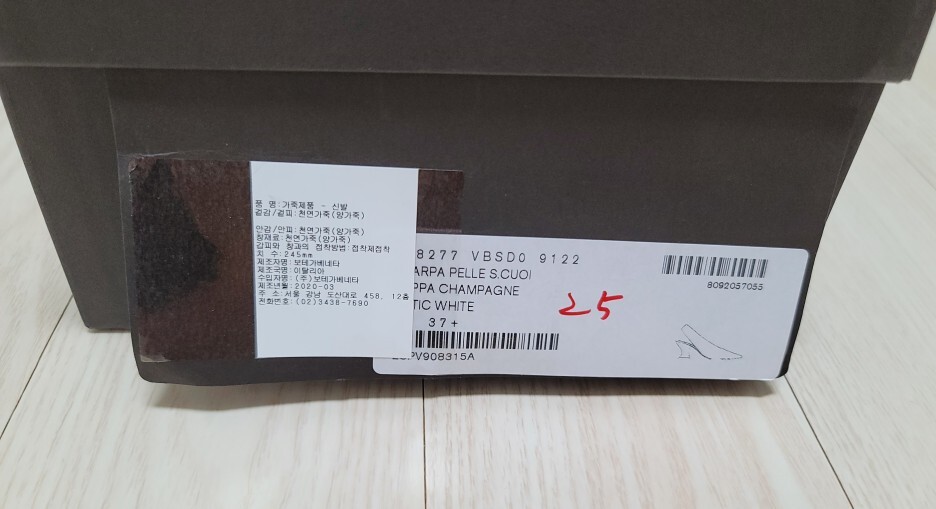 품 명:가죽제품 - 신발
겉감/겉피:천연가죽(양가죽)
안감/안피:천연가죽(양가죽)
창재료:천연가죽(양가죽)
갑피와 창과의 접착방법:접착제접착
치 수:245mm
제조자명:보테가베네타
제조국명:이탈리아
수입자명:(주)보테가베네타
제조년월:2020-03
주 소:서울 강남 도산대로 458, 12층
전화번호:(02)3438-7690
8277 VBSD0 9122
ARPA PELLE S.CUOI
PPA CHAMPAGNE
TIC WHITE
37+
PV908315A
25
8092057055